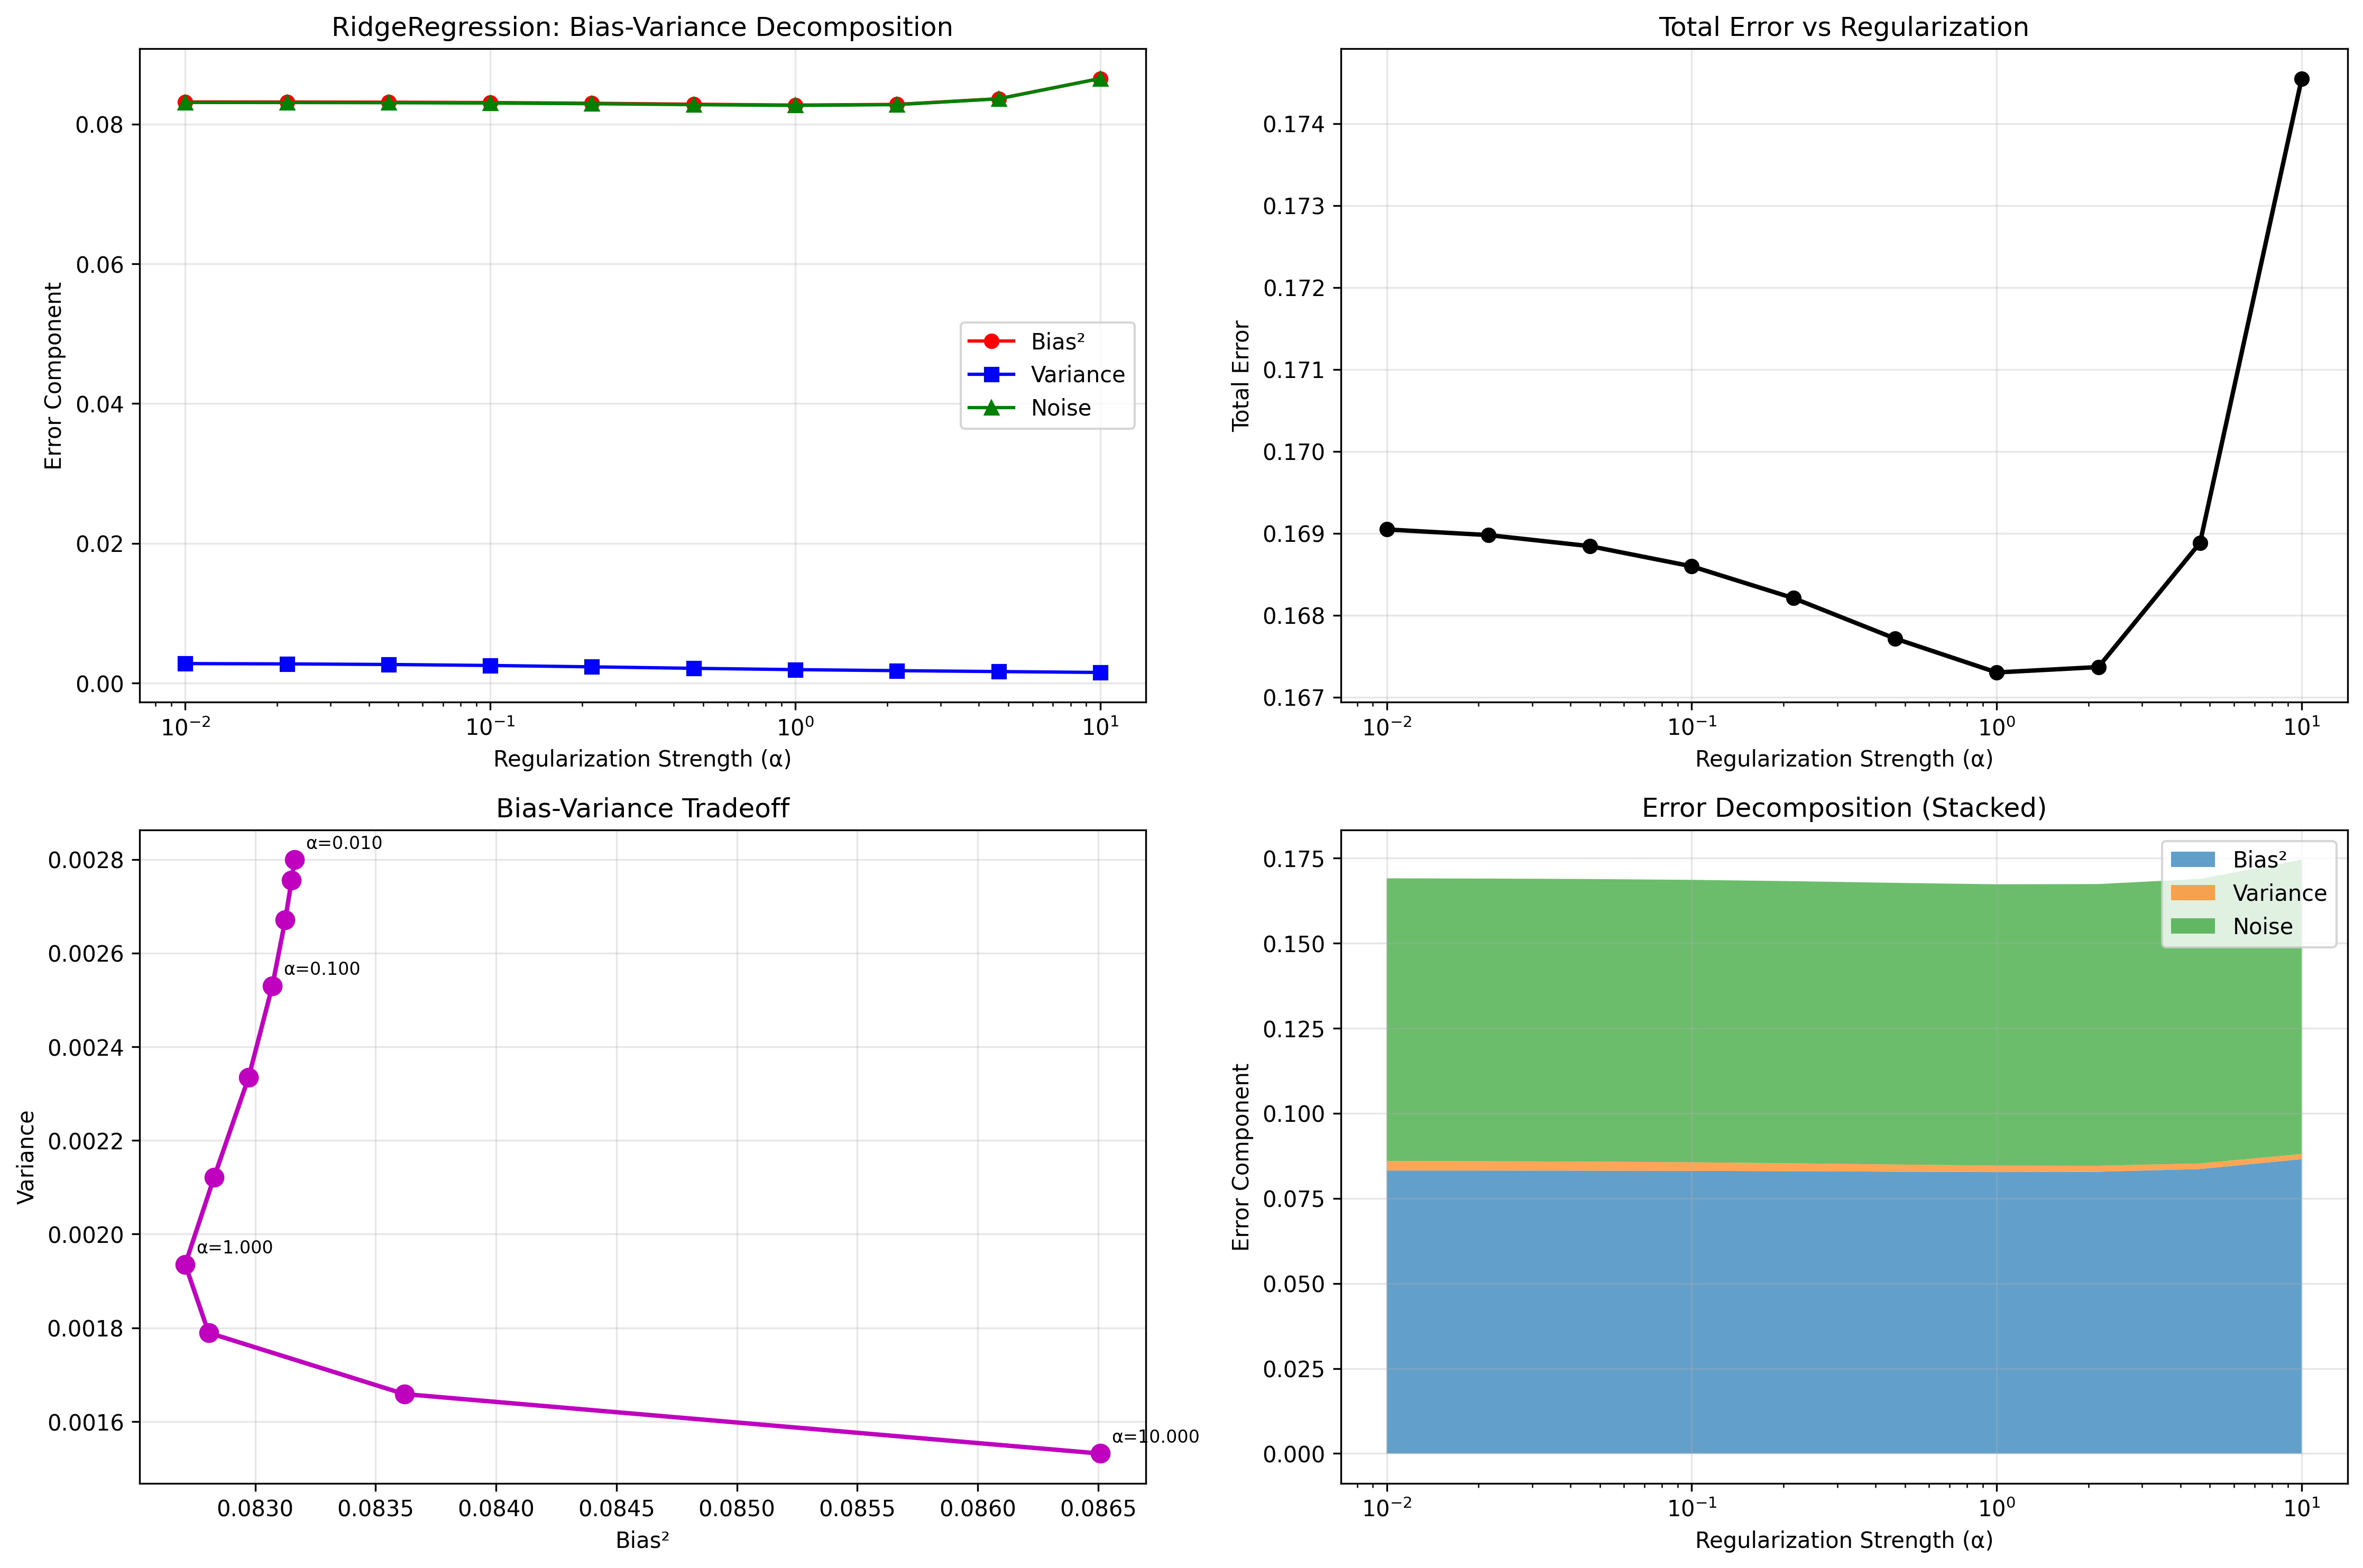 RidgeRegression: Bias-Variance Decomposition
Error Component
0.08
0.06
0.04
0.02
0.00
Bias²
Variance
Noise
10⁻² 10⁻¹ 10⁰ 10¹
Regularization Strength (α)
Total Error vs Regularization
Total Error
0.174
0.173
0.172
0.171
0.170
0.169
0.168
0.167
10⁻² 10⁻¹ 10⁰ 10¹
Regularization Strength (α)
Bias-Variance Tradeoff
Variance
0.0028
0.0026
0.0024
0.0022
0.0020
0.0018
0.0016
α=0.010
α=0.100
α=1.000
α=10.000
0.0830 0.0835 0.0840 0.0845 0.0850 0.0855 0.0860 0.0865
Bias²
Error Decomposition (Stacked)
Error Component
0.175
0.150
0.125
0.100
0.075
0.050
0.025
0.000
Bias²
Variance
Noise
10⁻² 10⁻¹ 10⁰ 10¹
Regularization Strength (α)